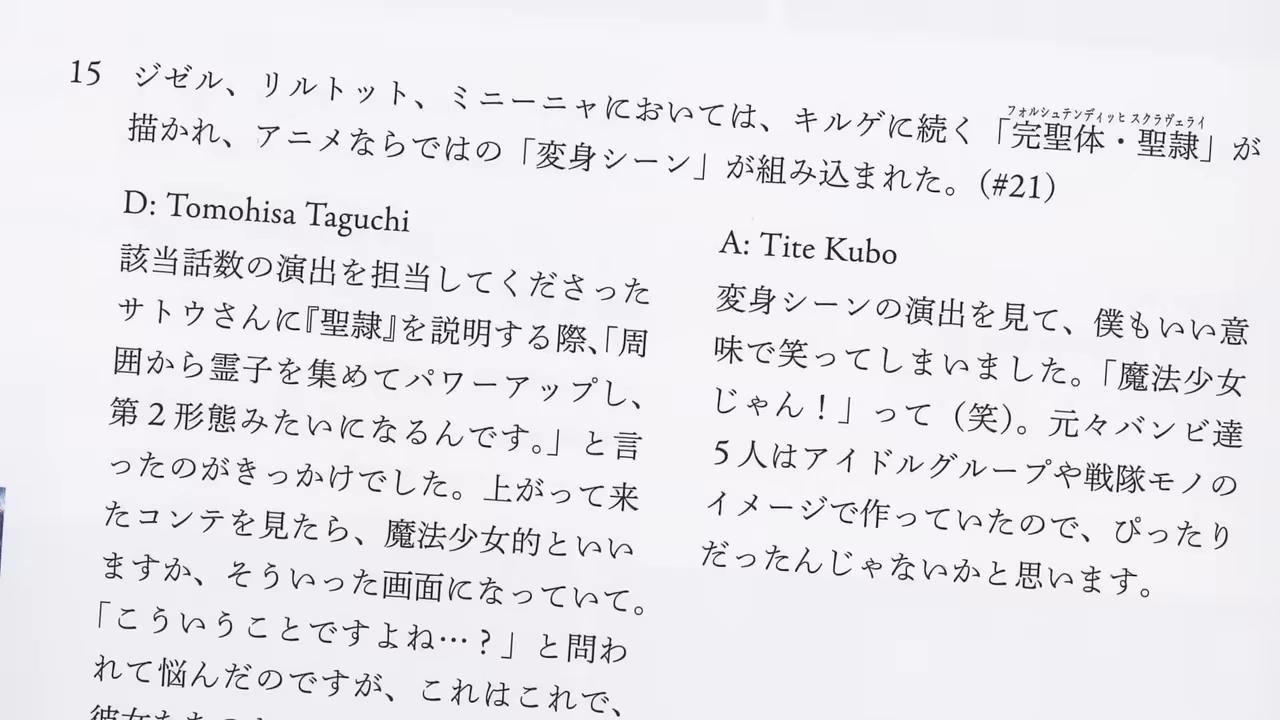 15 ジゼル、リルトット、ミニーニャにおいては、キルゲに続く「完聖体・聖隷」が
フォルシュテンディッヒ スクラヴェライ
描かれ、アニメならではの「変身シーン」が組み込まれた。(#21)
D: Tomohisa Taguchi
該当話数の演出を担当してくださった
サトウさんに『聖隷』を説明する際、「周
囲から霊子を集めてパワーアップし、
第2形態みたいになるんです。」と言
ったのがきっかけでした。上がって来
たコンテを見たら、魔法少女的といい
ますか、そういった画面になっていて。
「こういうことですよね…?」と問わ
れて悩んだのですが、これはこれで、
A: Tite Kubo
変身シーンの演出を見て、僕もいい意
味で笑ってしまいました。「魔法少女
じゃん!」って(笑)。元々バンビ達
5人はアイドルグループや戦隊モノの
イメージで作っていたので、ぴったり
だったんじゃないかと思います。